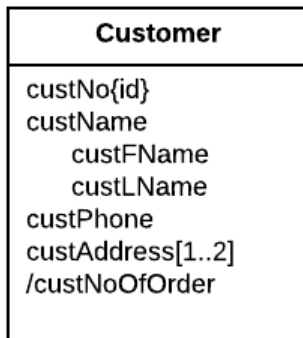 Customer
custNo{id}
custName
custFName
custLName
custPhone
custAddress[1..2]
/custNoOfOrder